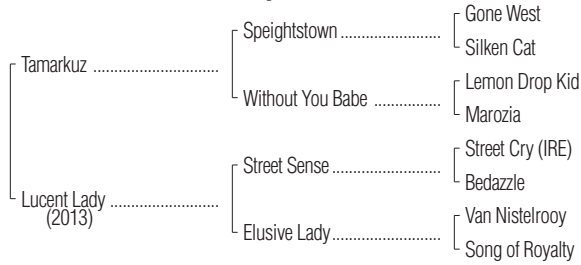 Gone West
Speightstown ....................
Silken Cat
Tamarkuz .........................
Lemon Drop Kid
Without You Babe .............
Marozia
Street Cry (IRE)
Street Sense ......................
Bedazzle
Lucent Lady ......................
(2013)
Van Nistelrooy
Elusive Lady ......................
Song of Royalty